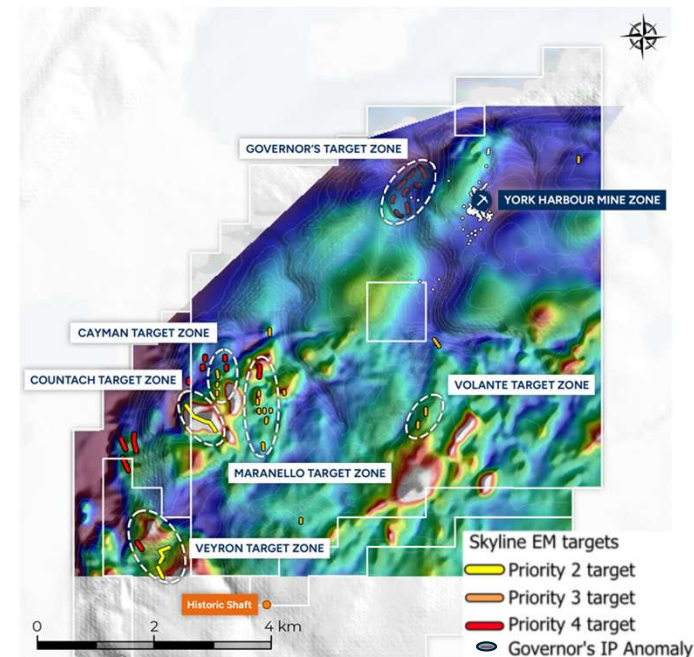 GOVERNOR'S TARGET ZONE
YORK HARBOUR MINE ZONE
CAYMAN TARGET ZONE
COUNTACH TARGET ZONE
VOLANTE TARGET ZONE
MARANELLO TARGET ZONE
VEYRON TARGET ZONE
Historic Shaft
0 2 4 km
Skyline EM targets
Priority 2 target
Priority 3 target
Priority 4 target
Governor's IP Anomaly